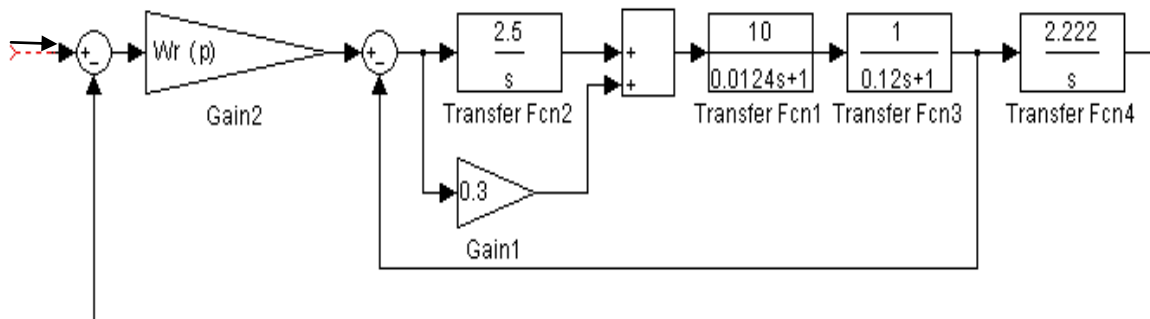 +
−
Wr (p)
Gain2
+
−
2.5
s
Transfer Fcn2
0.3
Gain1
+
+
10
0.0124s+1
Transfer Fcn1
1
0.12s+1
Transfer Fcn3
2.222
s
Transfer Fcn4